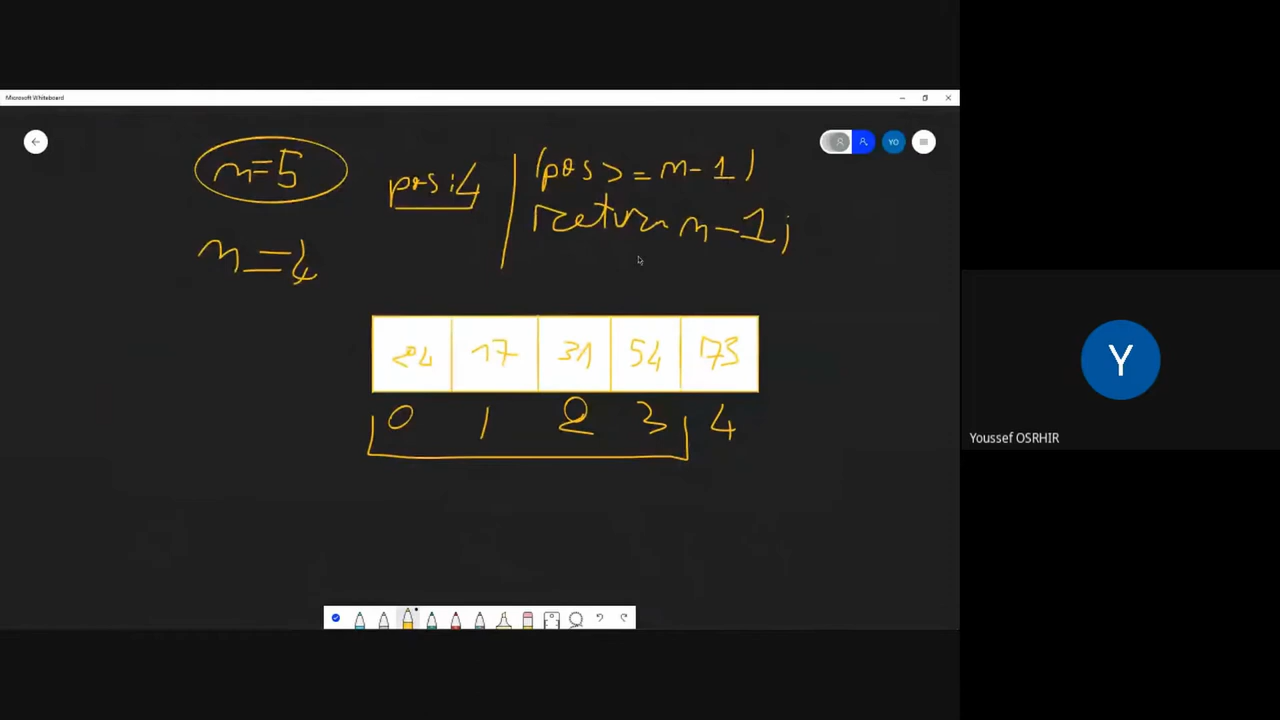 Microsoft Whiteboard
YO
n=5
pos:4
(pos >= n-1)
return n-1;
n=4
24 17 31 54 73
0 1 2 3 4
Y
Youssef OSRHIR